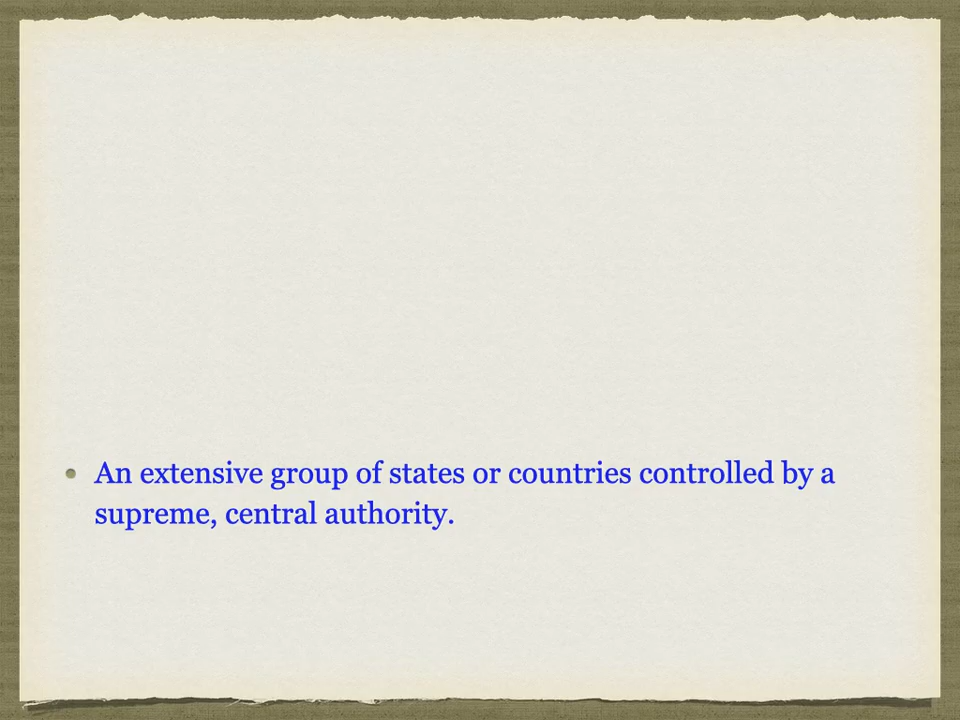 • An extensive group of states or countries controlled by a
supreme, central authority.